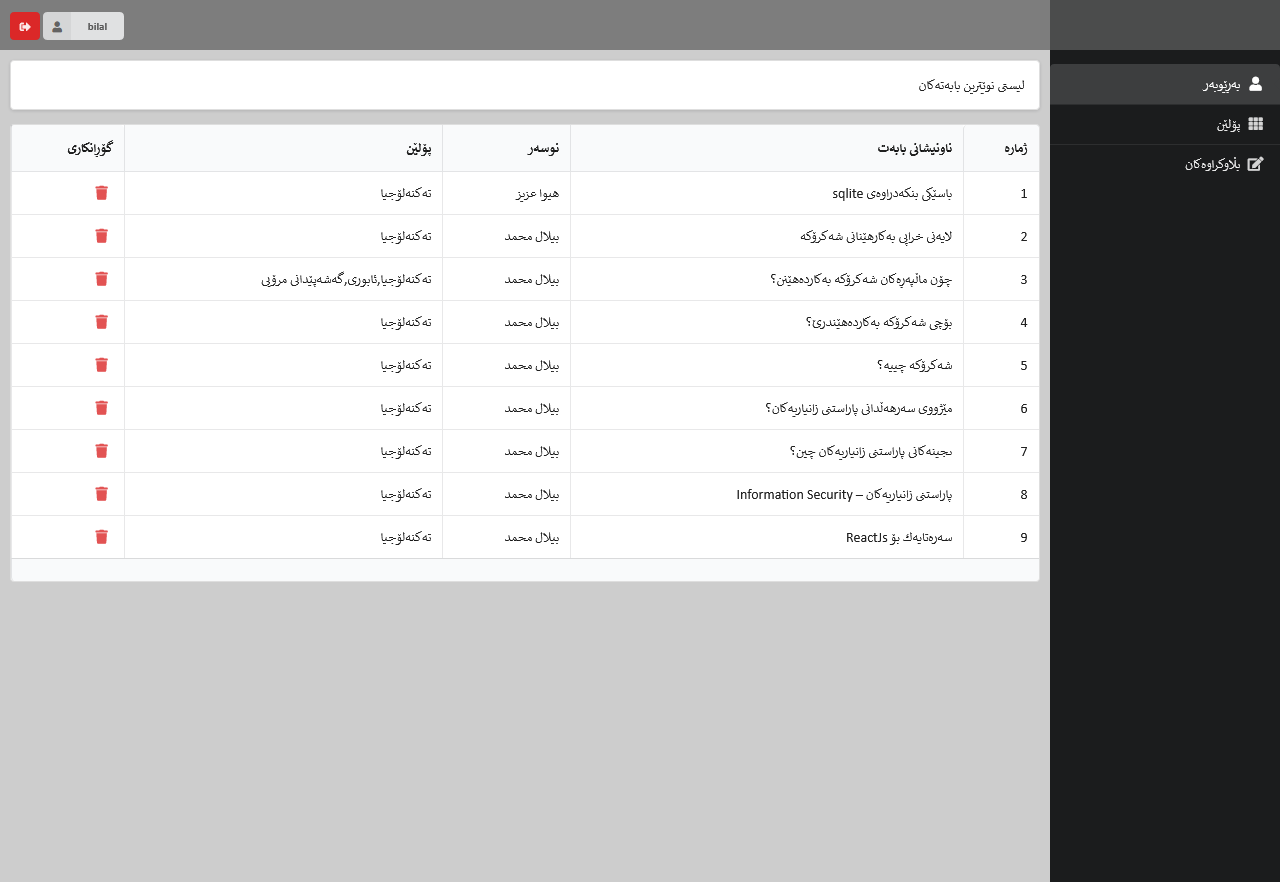 bilal
بەڕێوبەر
پۆلێن
بڵاوکراوەکان
لیستی نوێترین بابەتەکان
ژمارە ناونیشانی بابەت نوسەر پۆلێن گۆڕانکاری
1 باسێکی بنکەدراوەی sqlite هیوا عزیز تەکنەلۆجیا
2 لایەنی خراپی بەکارهێنانی شەکرۆکە بیلال محمد تەکنەلۆجیا
3 چۆن ماڵپەڕەکان شەکرۆکە بەکاردەهێنن؟ بیلال محمد تەکنەلۆجیا,ئابوری,گەشەپێدانی مرۆیی
4 بۆچی شەکرۆکە بەکاردەهێندرێ؟ بیلال محمد تەکنەلۆجیا
5 شەکرۆکە چییە؟ بیلال محمد تەکنەلۆجیا
6 مێژووی سەرهەڵدانی پاراستنی زانیاریەکان؟ بیلال محمد تەکنەلۆجیا
7 بجینەکانی پاراستنی زانیاریەکان چین؟ بیلال محمد تەکنەلۆجیا
8 پاراستنی زانیاریەکان – Information Security بیلال محمد تەکنەلۆجیا
9 سەرەتایەك بۆ ReactJs بیلال محمد تەکنەلۆجیا